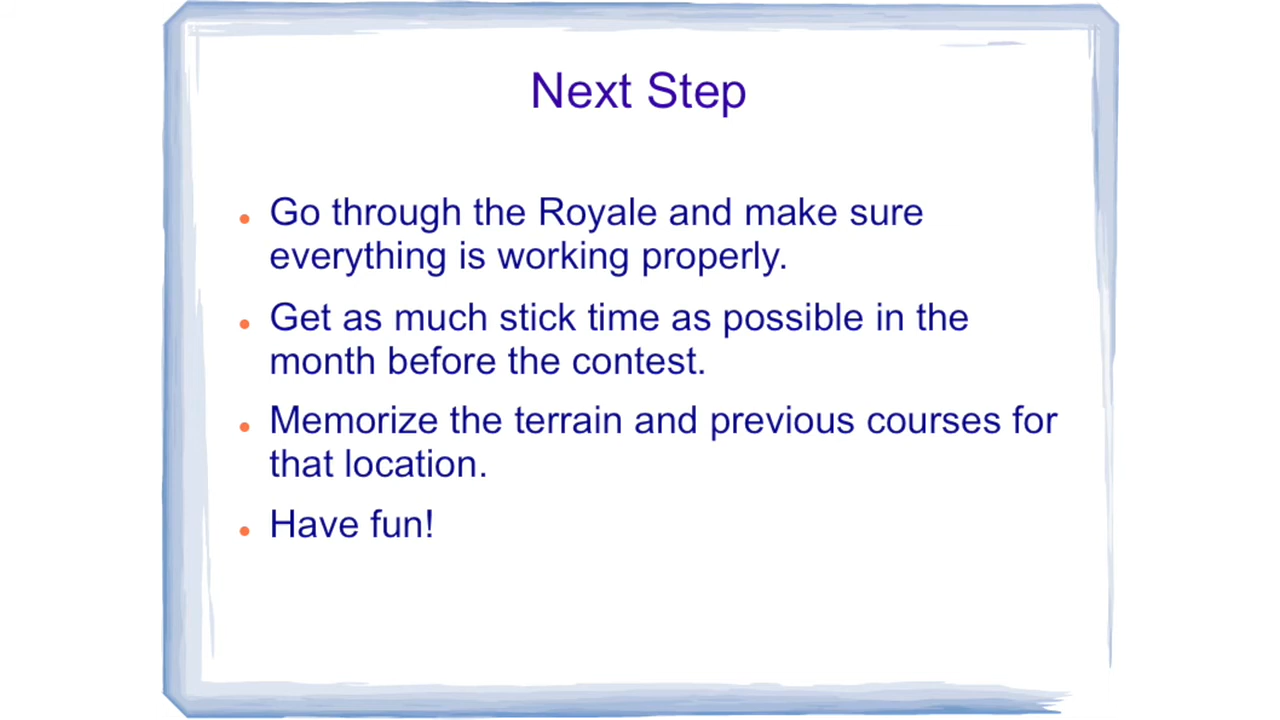 Next Step
Go through the Royale and make sure
everything is working properly.
Get as much stick time as possible in the
month before the contest.
Memorize the terrain and previous courses for
that location.
Have fun!